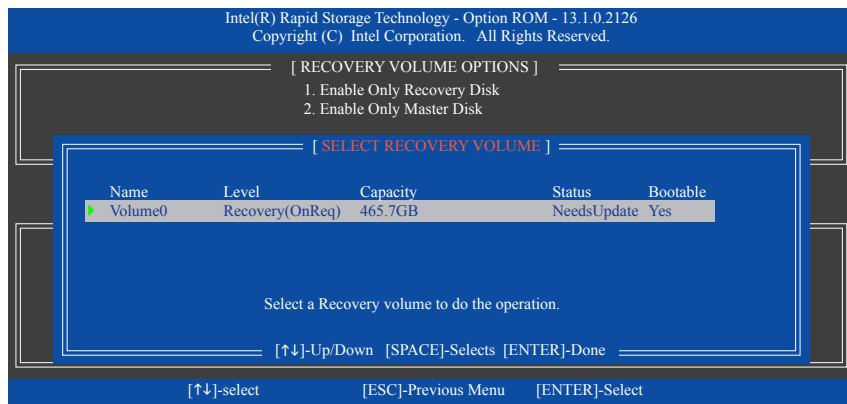 Intel(R) Rapid Storage Technology - Option ROM - 13.1.0.2126
Copyright (C) Intel Corporation. All Rights Reserved.
[ RECOVERY VOLUME OPTIONS ]
1. Enable Only Recovery Disk
2. Enable Only Master Disk
[ SELECT RECOVERY VOLUME ]
Name Level Capacity Status Bootable
Volume0 Recovery(OnReq) 465.7GB NeedsUpdate Yes
Select a Recovery volume to do the operation.
[↑↓]-Up/Down [SPACE]-Selects [ENTER]-Done
[↑↓]-select [ESC]-Previous Menu [ENTER]-Select